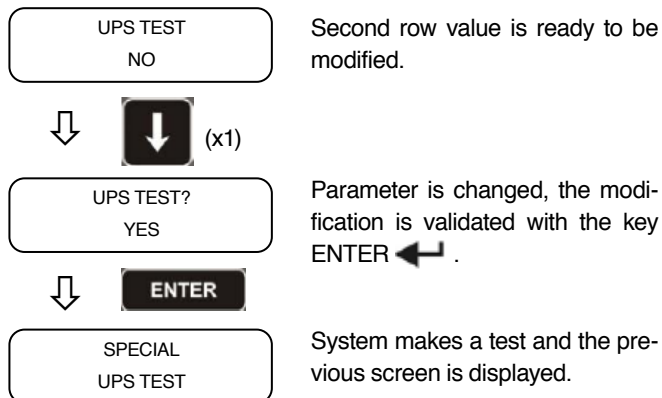 UPS TEST
NO
Second row value is ready to be
modified.
(x1)
UPS TEST?
YES
Parameter is changed, the modi-
fication is validated with the key
ENTER .
ENTER
SPECIAL
UPS TEST
System makes a test and the pre-
vious screen is displayed.